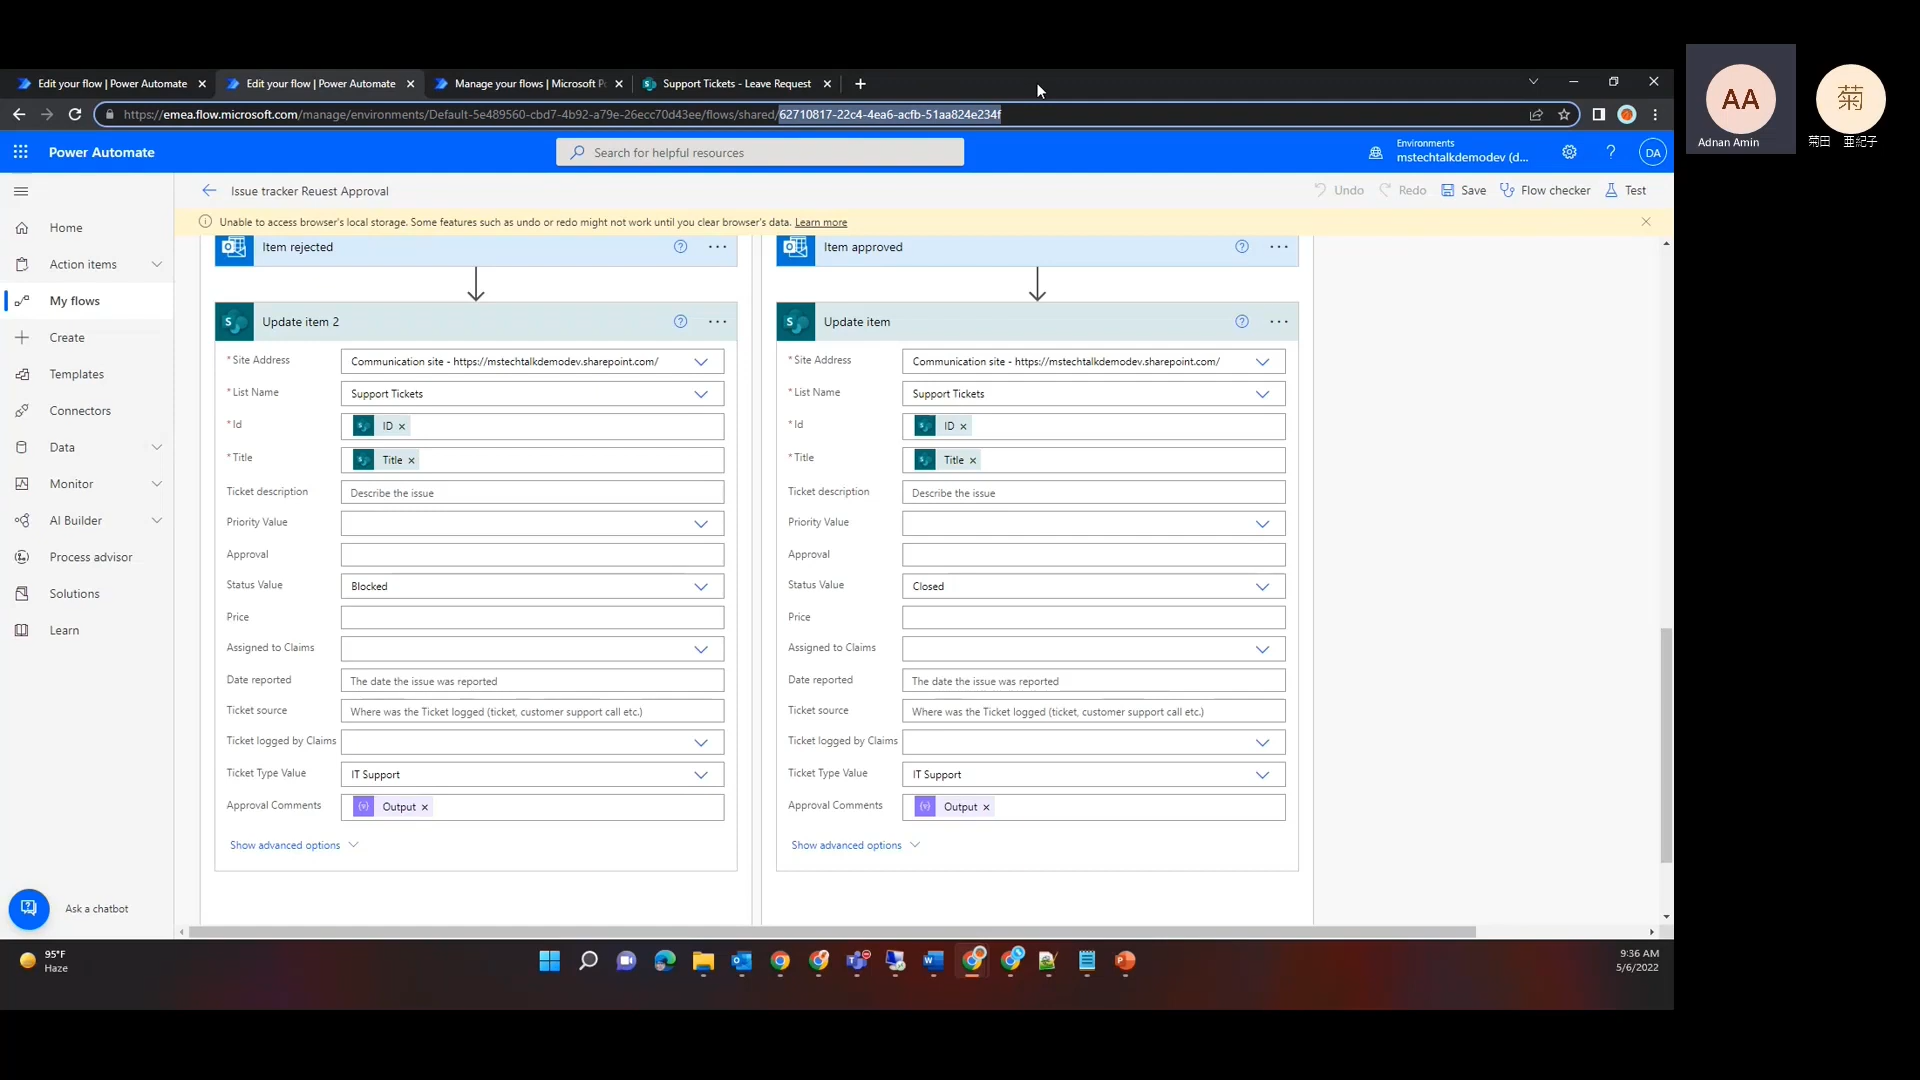 Edit your flow | Power Automate
Edit your flow | Power Automate
Manage your flows | Microsoft P
Support Tickets - Leave Request
https://emea.flow.microsoft.com/manage/environments/Default-5e489560-cbd7-4b92-a79e-26ecc70d43ee/flows/shared/62710817-22c4-4ea6-acfb-51aa824e234f
AA
菊
Adnan Amin
菊田 亜紀子
Power Automate
Search for helpful resources
Environments
mstechtalkdemodev (d...
DA
Issue tracker Reuest Approval
Undo
Redo
Save
Flow checker
Test
Unable to access browser's local storage. Some features such as undo or redo might not work until you clear browser's data. Learn more
Home
Action items
My flows
Create
Templates
Connectors
Data
Monitor
AI Builder
Process advisor
Solutions
Learn
Ask a chatbot
Item rejected
Update item 2
* Site Address
Communication site - https://mstechtalkdemodev.sharepoint.com/
* List Name
Support Tickets
* Id
ID
* Title
Title
Ticket description
Describe the issue
Priority Value
Approval
Status Value
Blocked
Price
Assigned to Claims
Date reported
The date the issue was reported
Ticket source
Where was the Ticket logged (ticket, customer support call etc.)
Ticket logged by Claims
Ticket Type Value
IT Support
Approval Comments
Output
Show advanced options
Item approved
Update item
* Site Address
Communication site - https://mstechtalkdemodev.sharepoint.com/
* List Name
Support Tickets
* Id
ID
* Title
Title
Ticket description
Describe the issue
Priority Value
Approval
Status Value
Closed
Price
Assigned to Claims
Date reported
The date the issue was reported
Ticket source
Where was the Ticket logged (ticket, customer support call etc.)
Ticket logged by Claims
Ticket Type Value
IT Support
Approval Comments
Output
Show advanced options
95°F
Haze
9:36 AM
5/6/2022